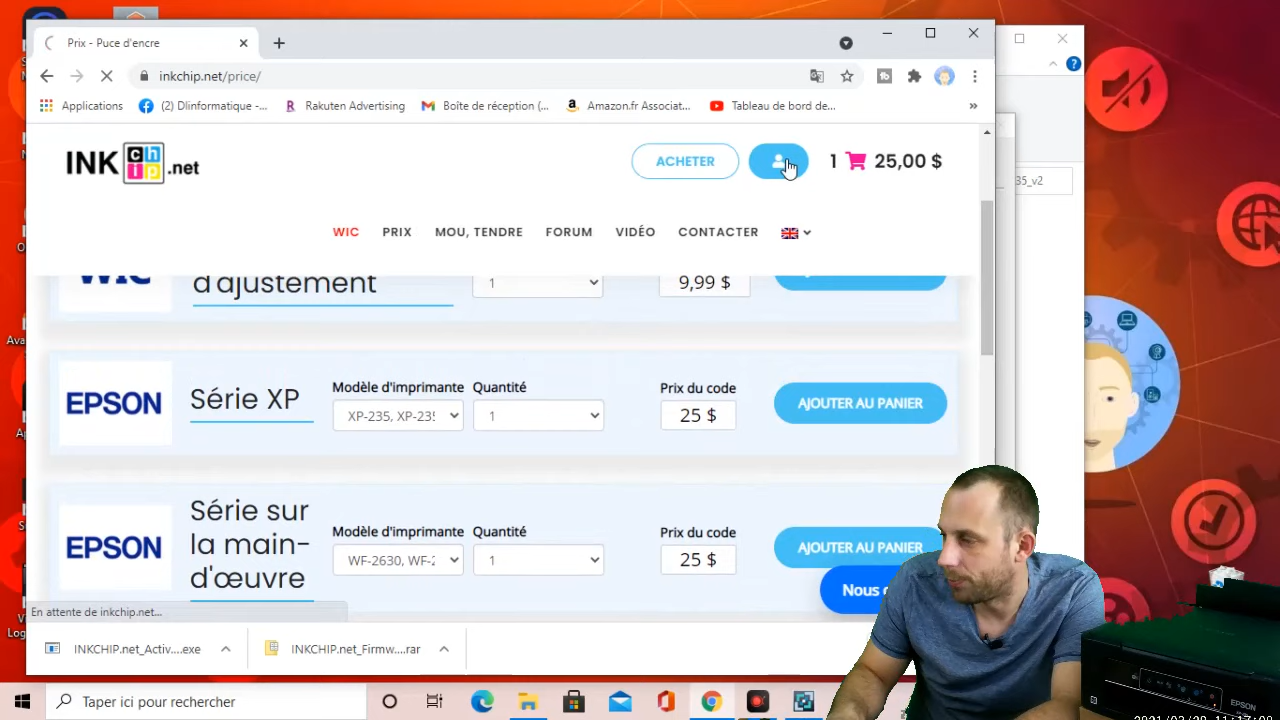 Prix - Puce d'encre
inkchip.net/price/
Applications
(2) Dlinformatique -...
Rakuten Advertising
Boîte de réception (...
Amazon.fr Associat...
Tableau de bord de...
»
INK chip .net
ACHETER
1 25,00 $
35_v2
WIC
PRIX
MOU, TENDRE
FORUM
VIDÉO
CONTACTER
WIC
d'ajustement
1
9,99 $
EPSON
Série XP
Modèle d'imprimante
XP-235, XP-235
Quantité
1
Prix du code
25 $
AJOUTER AU PANIER
EPSON
Série sur
la main-
d'œuvre
Modèle d'imprimante
WF-2630, WF-2
Quantité
1
Prix du code
25 $
AJOUTER AU PANIER
Nous
En attente de inkchip.net...
INKCHIP.net_Activ....exe
INKCHIP.net_Firmw....rar
Taper ici pour rechercher